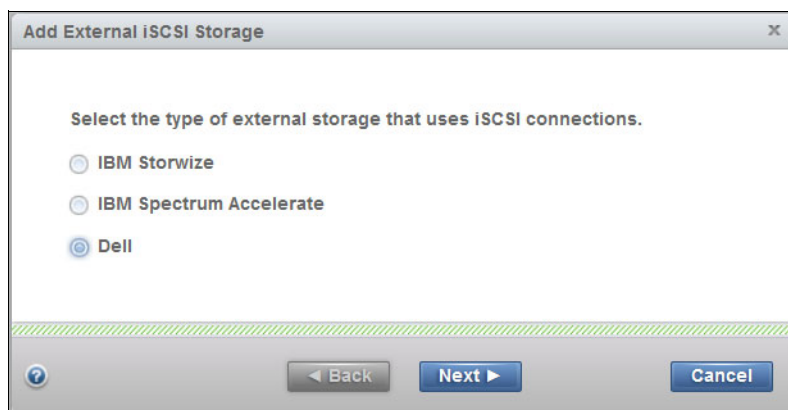 Add External iSCSI Storage x
Select the type of external storage that uses iSCSI connections.
IBM Storwize
IBM Spectrum Accelerate
Dell
? ◄ Back Next ► Cancel